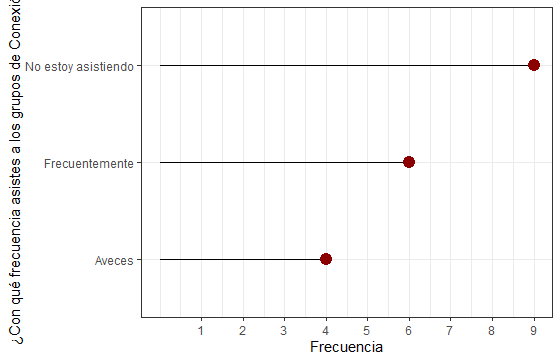 ¿Con qué frecuencia asistes a los grupos de Conexió
No estoy asistiendo
Frecuentemente
Aveces
1 2 3 4 5 6 7 8 9
Frecuencia